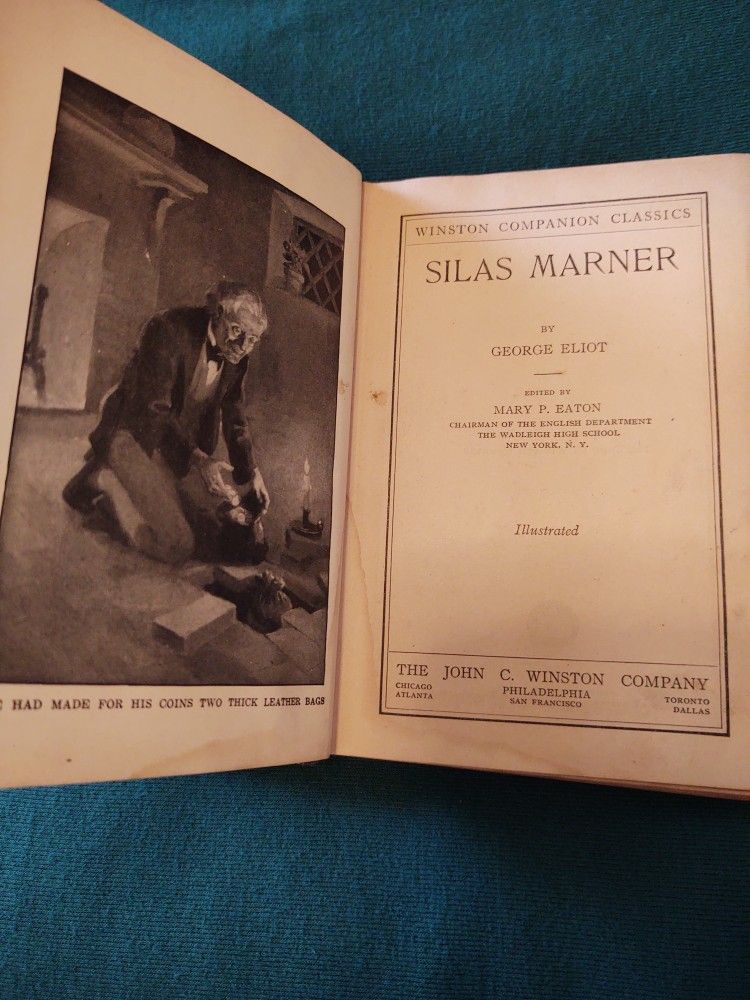 HAD MADE FOR HIS COINS TWO THICK LEATHER BAGS
WINSTON COMPANION CLASSICS
SILAS MARNER
BY
GEORGE ELIOT
EDITED BY
MARY P. EATON
CHAIRMAN OF THE ENGLISH DEPARTMENT
THE WADLEIGH HIGH SCHOOL
NEW YORK, N. Y.
Illustrated
THE JOHN C. WINSTON COMPANY
CHICAGO PHILADELPHIA TORONTO
ATLANTA SAN FRANCISCO DALLAS